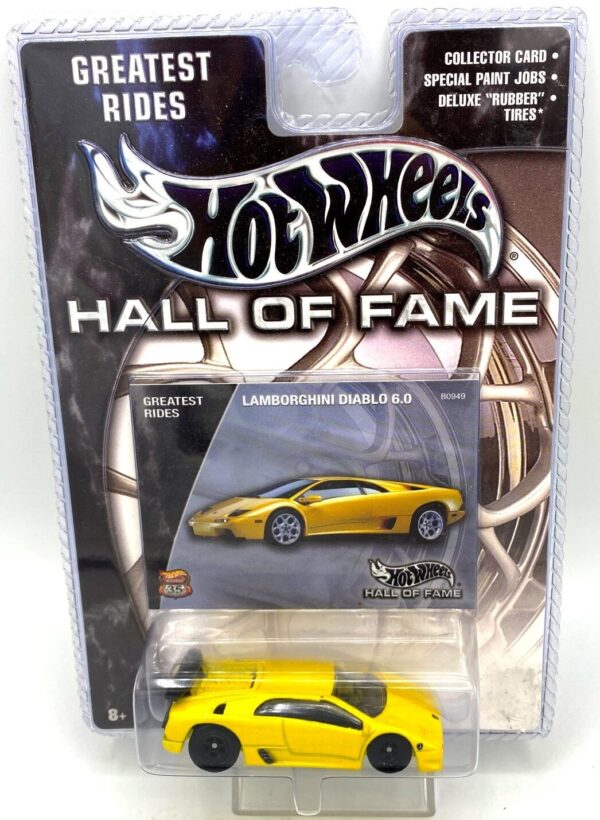 GREATEST
RIDES
COLLECTOR CARD •
SPECIAL PAINT JOBS •
DELUXE "RUBBER" •
TIRES*
HOT WHEELS
®
HALL OF FAME
GREATEST
RIDES
LAMBORGHINI DIABLO 6.0
B0949
35
HOT WHEELS
HALL OF FAME
8+